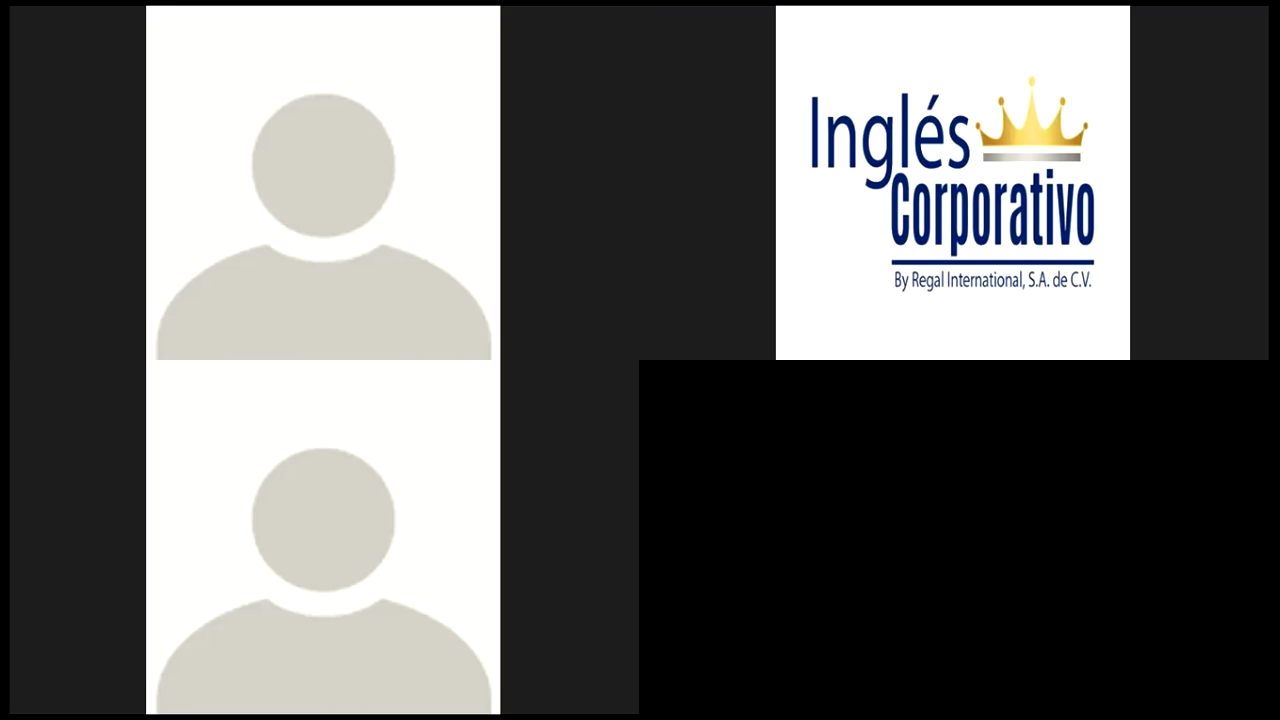 Inglés
Corporativo
By Regal International, S.A. de C.V.